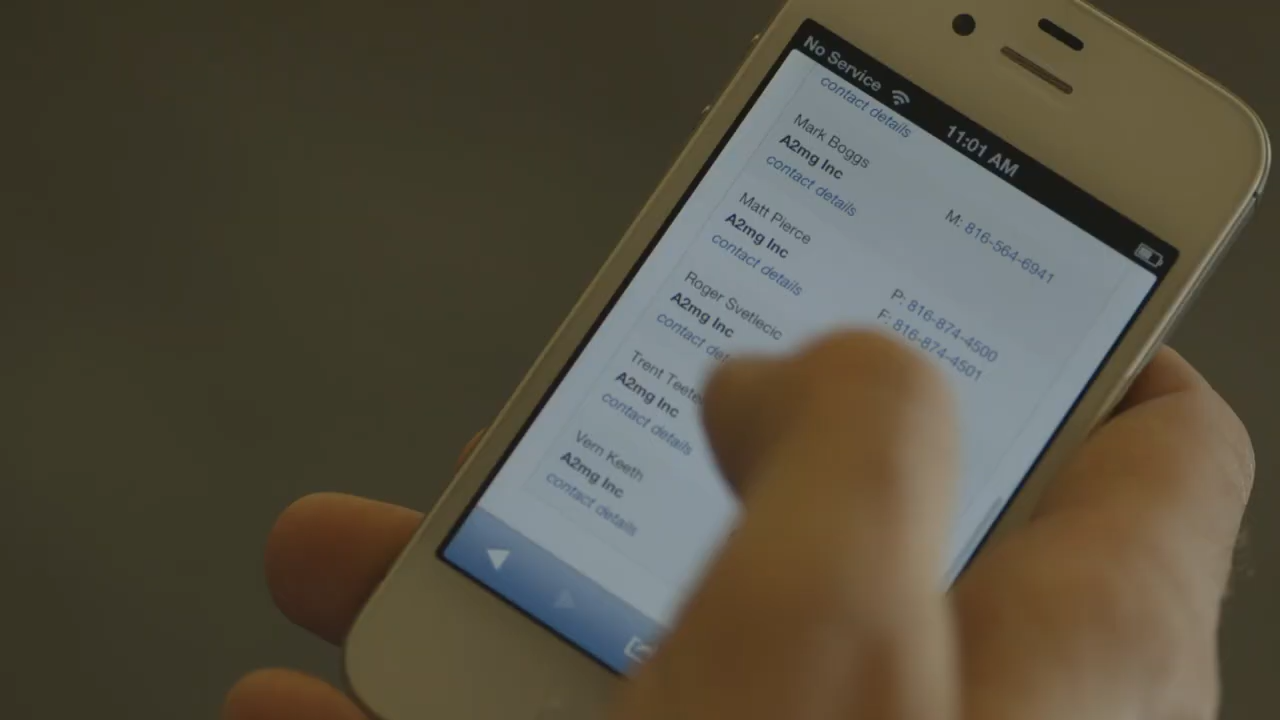 No Service 11:01 AM
contact details
Mark Boggs
A2mg Inc
contact details
M: 816-564-6941
Matt Pierce
A2mg Inc
contact details
P: 816-874-4500
F: 816-874-4501
Roger Svetlecic
A2mg Inc
contact
Trent
A2mg Inc
contact details
Vern Keeth
A2mg Inc
contact details